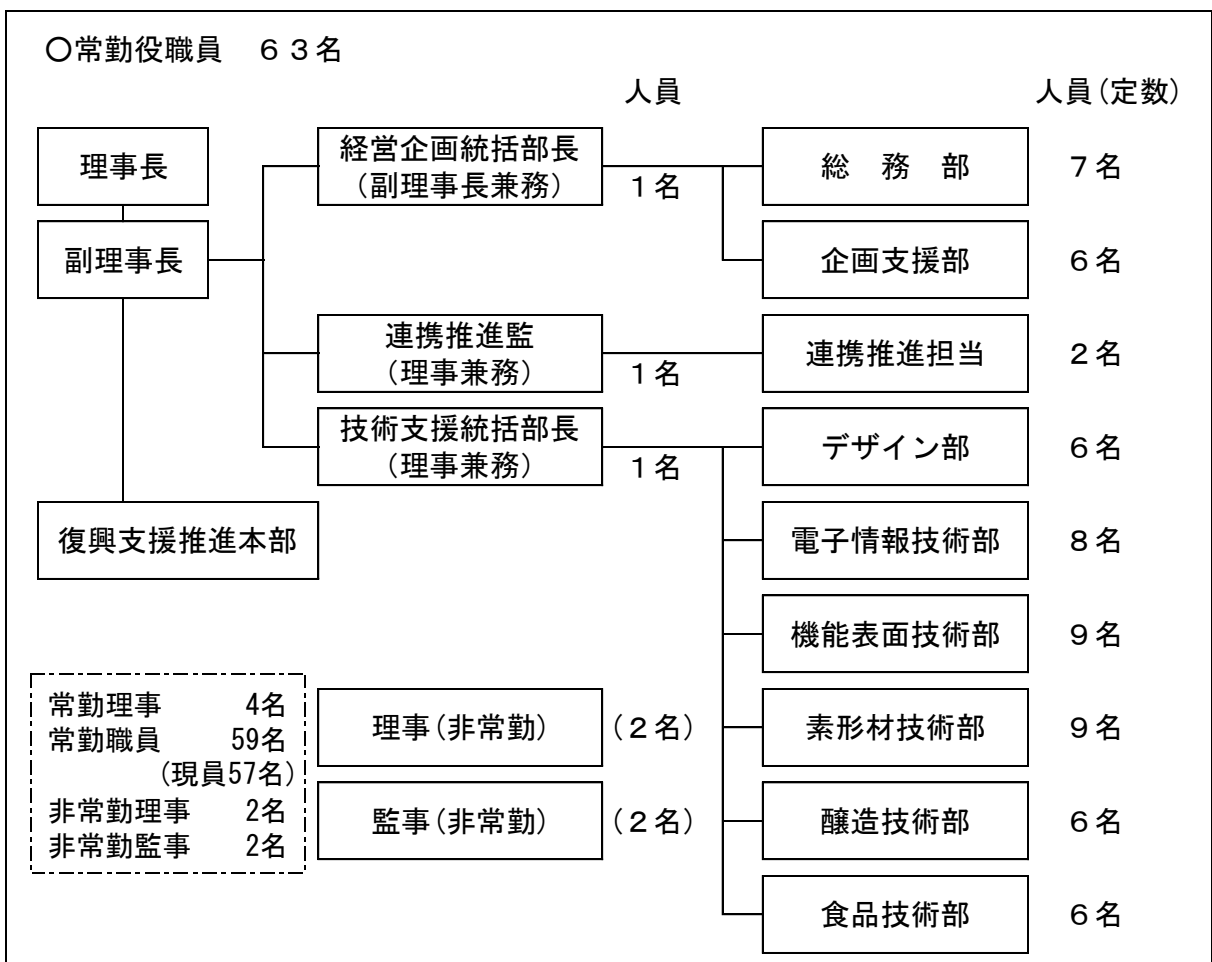 〇常勤役職員　６３名
人員
人員（定数）
理事長
経営企画統括部長
（副理事長兼務）
１名
総　務　部
７名
副理事長
企画支援部
６名
連携推進監
（理事兼務）
１名
連携推進担当
２名
技術支援統括部長
（理事兼務）
１名
デザイン部
６名
復興支援推進本部
電子情報技術部
８名
機能表面技術部
９名
常勤理事　4名
常勤職員　59名
（現員57名）
非常勤理事　2名
非常勤監事　2名
理事（非常勤）
（２名）
素形材技術部
９名
監事（非常勤）
（２名）
醸造技術部
６名
食品技術部
６名